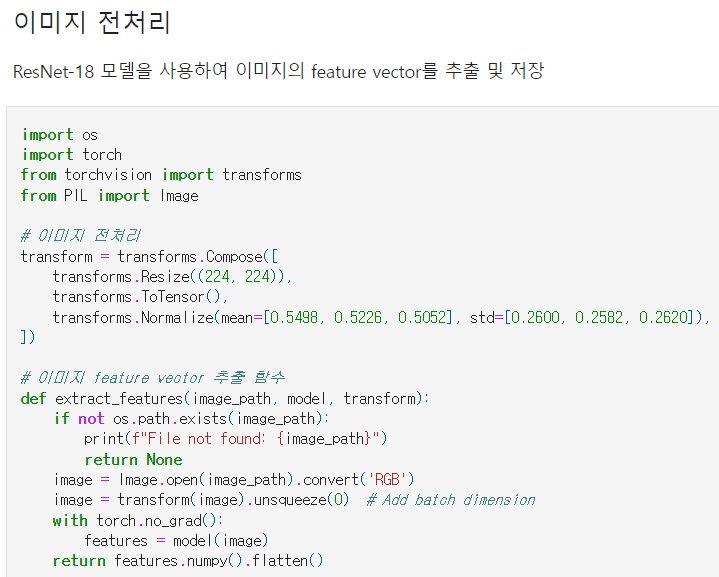 이미지 전처리
ResNet-18 모델을 사용하여 이미지의 feature vector를 추출 및 저장
import os
import torch
from torchvision import transforms
from PIL import Image
# 이미지 전처리
transform = transforms.Compose([
    transforms.Resize((224, 224)),
    transforms.ToTensor(),
    transforms.Normalize(mean=[0.5498, 0.5226, 0.5052], std=[0.2600, 0.2582, 0.2620]),
])
# 이미지 feature vector 추출 함수
def extract_features(image_path, model, transform):
    if not os.path.exists(image_path):
        print(f"File not found: {image_path}")
        return None
    image = Image.open(image_path).convert('RGB')
    image = transform(image).unsqueeze(0)  # Add batch dimension
    with torch.no_grad():
        features = model(image)
    return features.numpy().flatten()